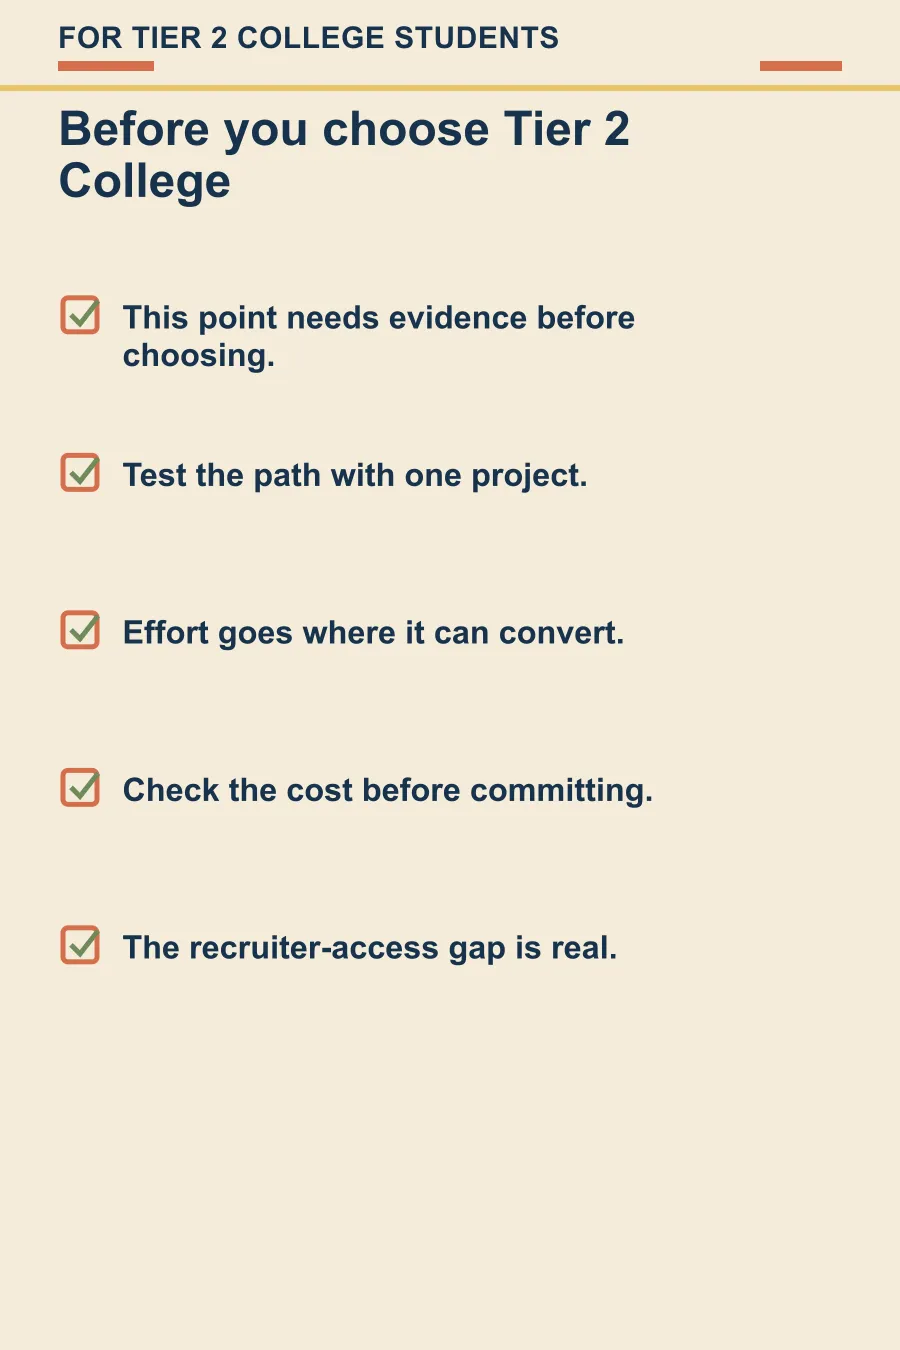 FOR TIER 2 COLLEGE STUDENTS
Before you choose Tier 2
College
This point needs evidence before
choosing.
Test the path with one project.
Effort goes where it can convert.
Check the cost before committing.
The recruiter-access gap is real.